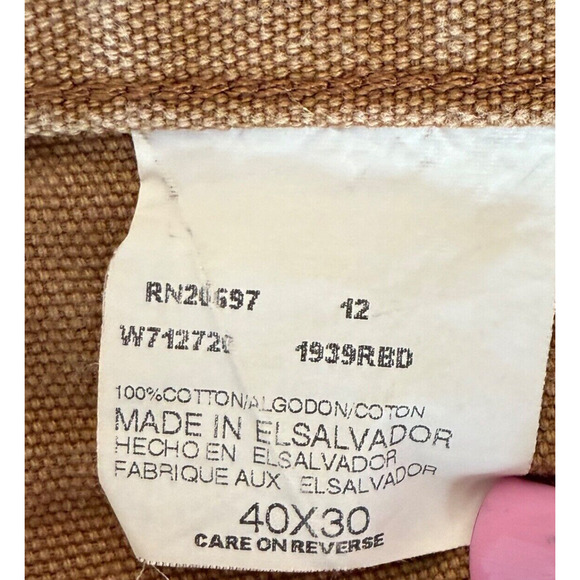 RN20697 12
W712720 1939RBD
100%COTTON/ALGODON/COTON
MADE IN ELSALVADOR
HECHO EN ELSALVADOR
FABRIQUE AUX ELSALVADOR
40X30
CARE ON REVERSE